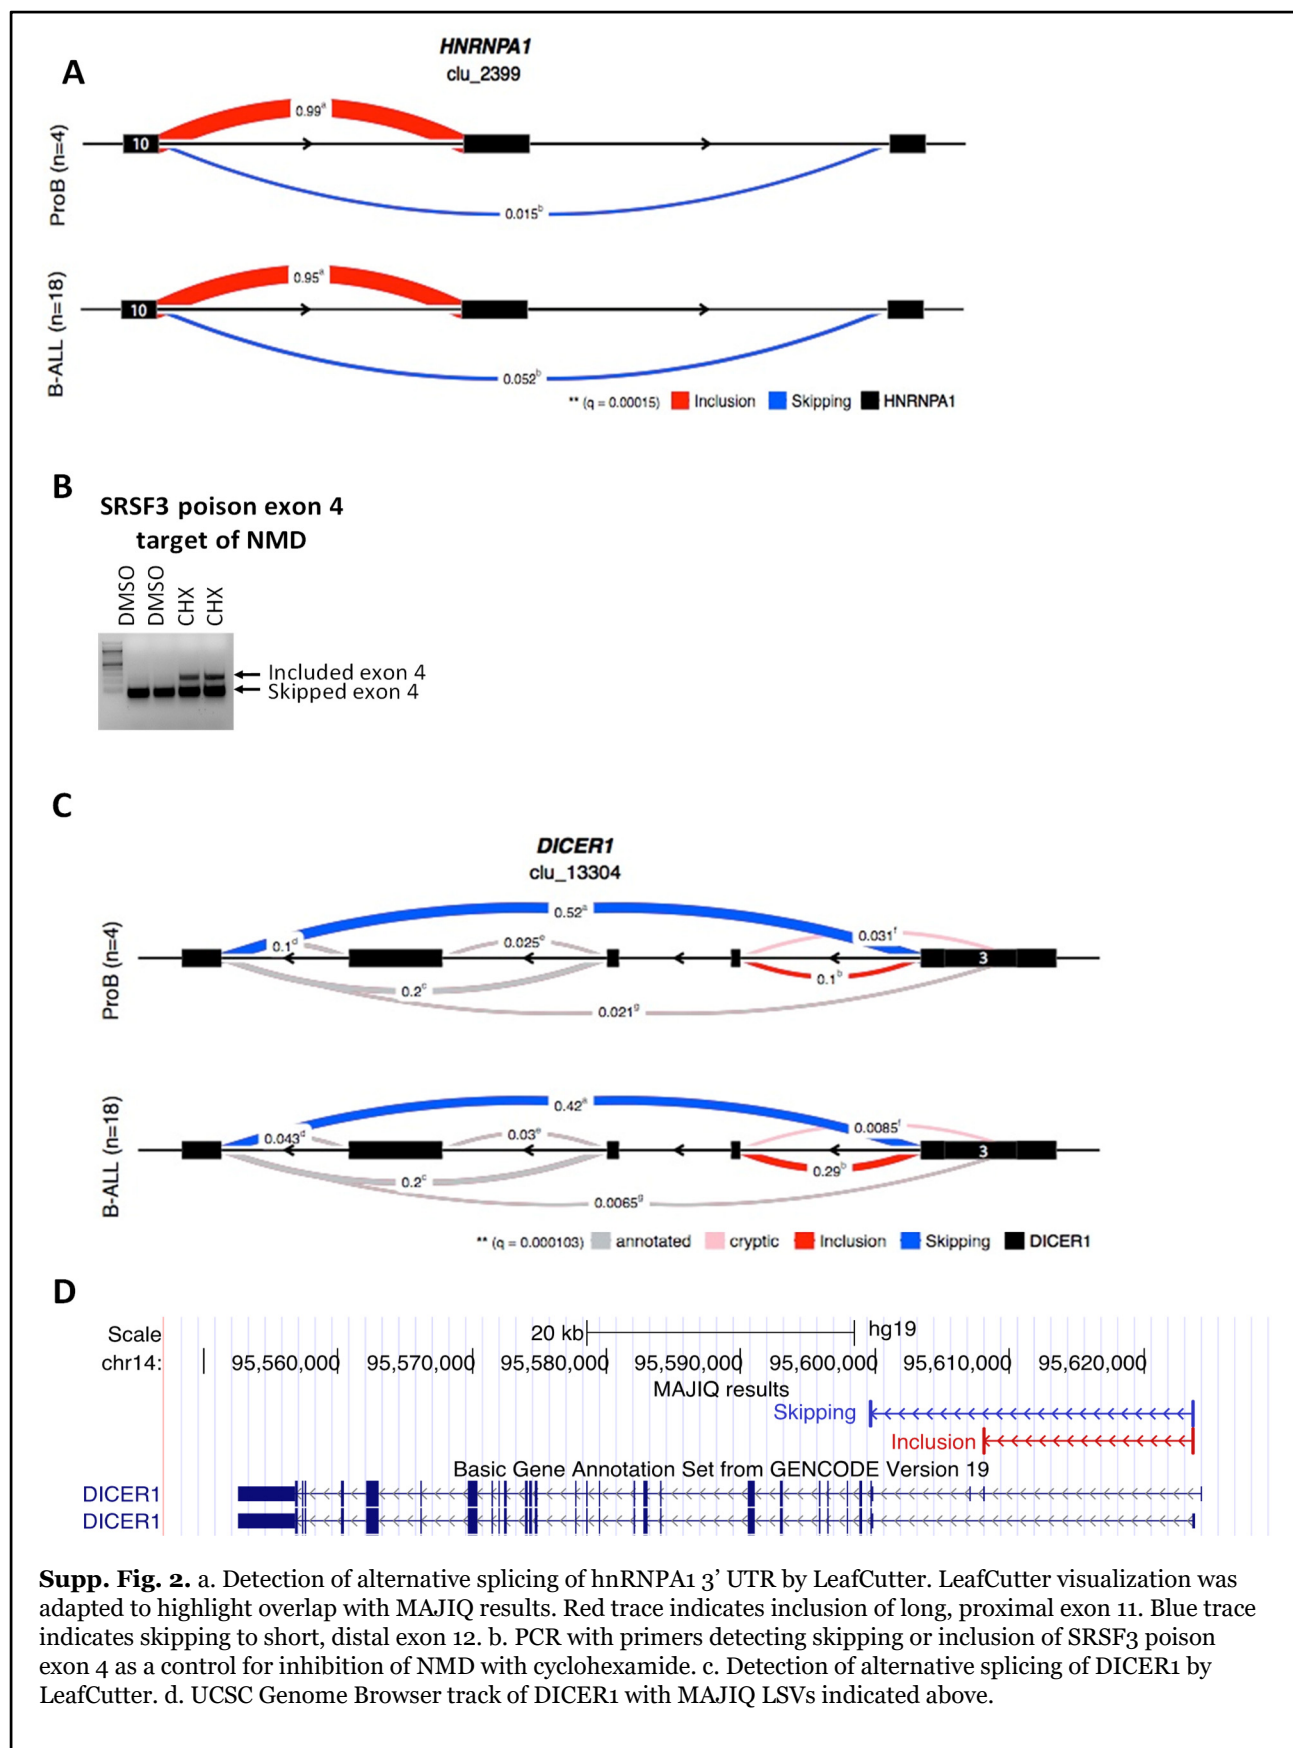 A
HNRNPA1
clu_2399
ProB (n=4)
10
0.99ᵃ
0.015ᵇ
B-ALL (n=18)
10
0.95ᵃ
0.052ᵇ
** (q = 0.00015) Inclusion Skipping HNRNPA1
B
SRSF3 poison exon 4
target of NMD
DMSO
DMSO
CHX
CHX
Included exon 4
Skipped exon 4
C
DICER1
clu_13304
ProB (n=4)
0.52ᵃ
0.1ᵈ
0.025ᵉ
0.031ᶠ
3
0.2ᶜ
0.1ᵇ
0.021ᵍ
B-ALL (n=18)
0.42ᵃ
0.043ᵈ
0.03ᵉ
0.0085ᶠ
3
0.2ᶜ
0.29ᵇ
0.0065ᵍ
** (q = 0.000103) annotated cryptic Inclusion Skipping DICER1
D
Scale 20 kb hg19
chr14: 95,560,000 95,570,000 95,580,000 95,590,000 95,600,000 95,610,000 95,620,000
MAJIQ results
Skipping
Inclusion
Basic Gene Annotation Set from GENCODE Version 19
DICER1
DICER1
Supp. Fig. 2. a. Detection of alternative splicing of hnRNPA1 3’ UTR by LeafCutter. LeafCutter visualization was
adapted to highlight overlap with MAJIQ results. Red trace indicates inclusion of long, proximal exon 11. Blue trace
indicates skipping to short, distal exon 12. b. PCR with primers detecting skipping or inclusion of SRSF3 poison
exon 4 as a control for inhibition of NMD with cyclohexamide. c. Detection of alternative splicing of DICER1 by
LeafCutter. d. UCSC Genome Browser track of DICER1 with MAJIQ LSVs indicated above.